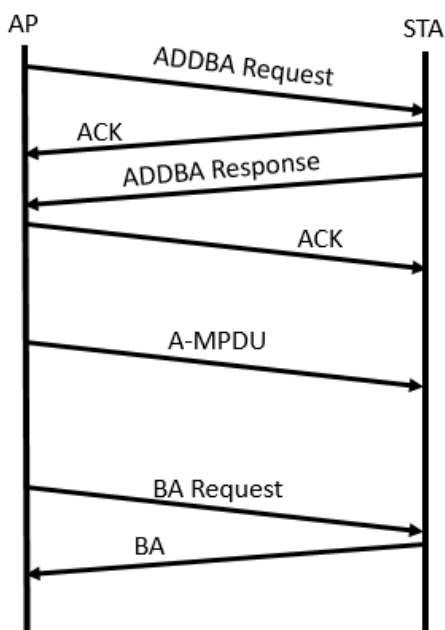 AP
STA
ADDBA Request
ACK
ADDBA Response
ACK
A-MPDU
BA Request
BA